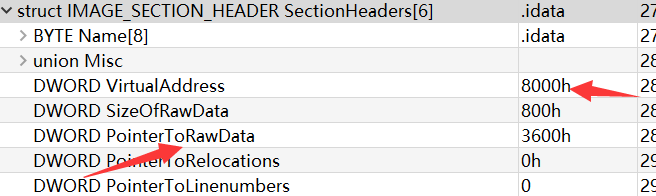 struct IMAGE_SECTION_HEADER SectionHeaders[6] .idata 27
BYTE Name[8] .idata 27
union Misc 28
DWORD VirtualAddress 8000h 28
DWORD SizeOfRawData 800h 28
DWORD PointerToRawData 3600h 28
DWORD PointerToRelocations 0h 29
DWORD PointerToLinenumbers 0 29